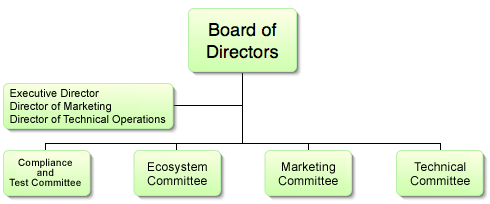 Board of
Directors
Executive Director
Director of Marketing
Director of Technical Operations
Compliance
and
Test Committee
Ecosystem
Committee
Marketing
Committee
Technical
Committee